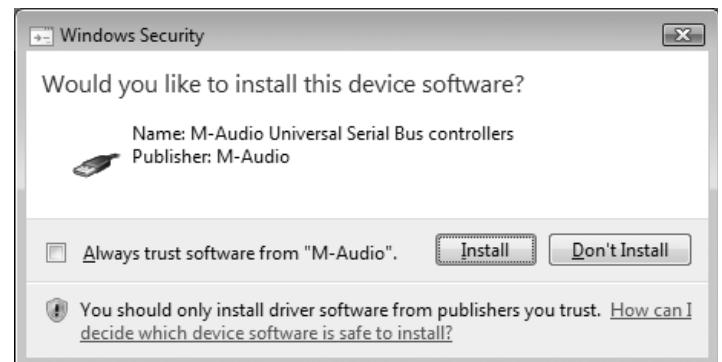 Windows Security
Would you like to install this device software?
Name: M-Audio Universal Serial Bus controllers
Publisher: M-Audio
Always trust software from "M-Audio".
Install
Don't Install
You should only install driver software from publishers you trust. How can I
decide which device software is safe to install?